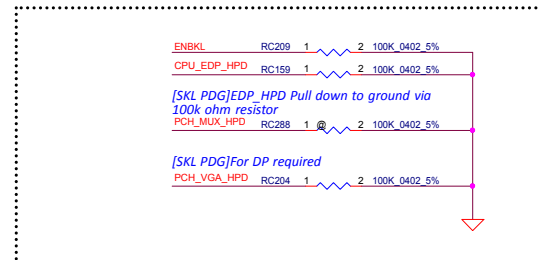 ENBKL RC209 1 2 100K_0402_5%
CPU_EDP_HPD RC159 1 2 100K_0402_5%
[SKL PDG]EDP_HPD Pull down to ground via
100k ohm resistor
PCH_MUX_HPD RC288 1 @ 2 100K_0402_5%
[SKL PDG]For DP required
PCH_VGA_HPD RC204 1 2 100K_0402_5%